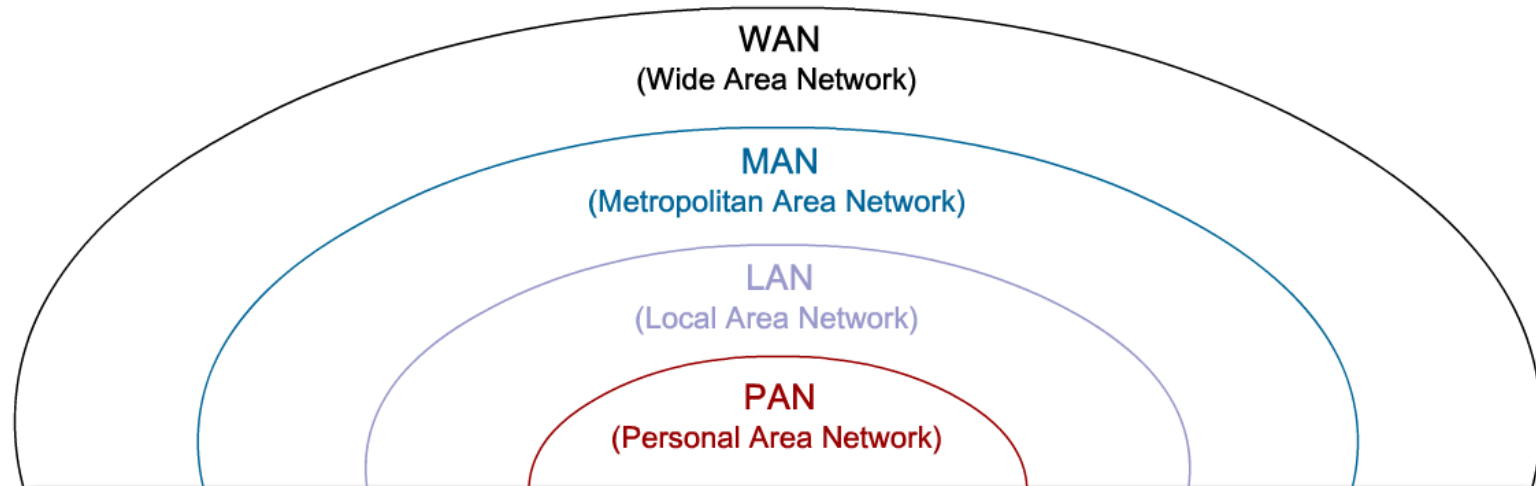 WAN
(Wide Area Network)
MAN
(Metropolitan Area Network)
LAN
(Local Area Network)
PAN
(Personal Area Network)